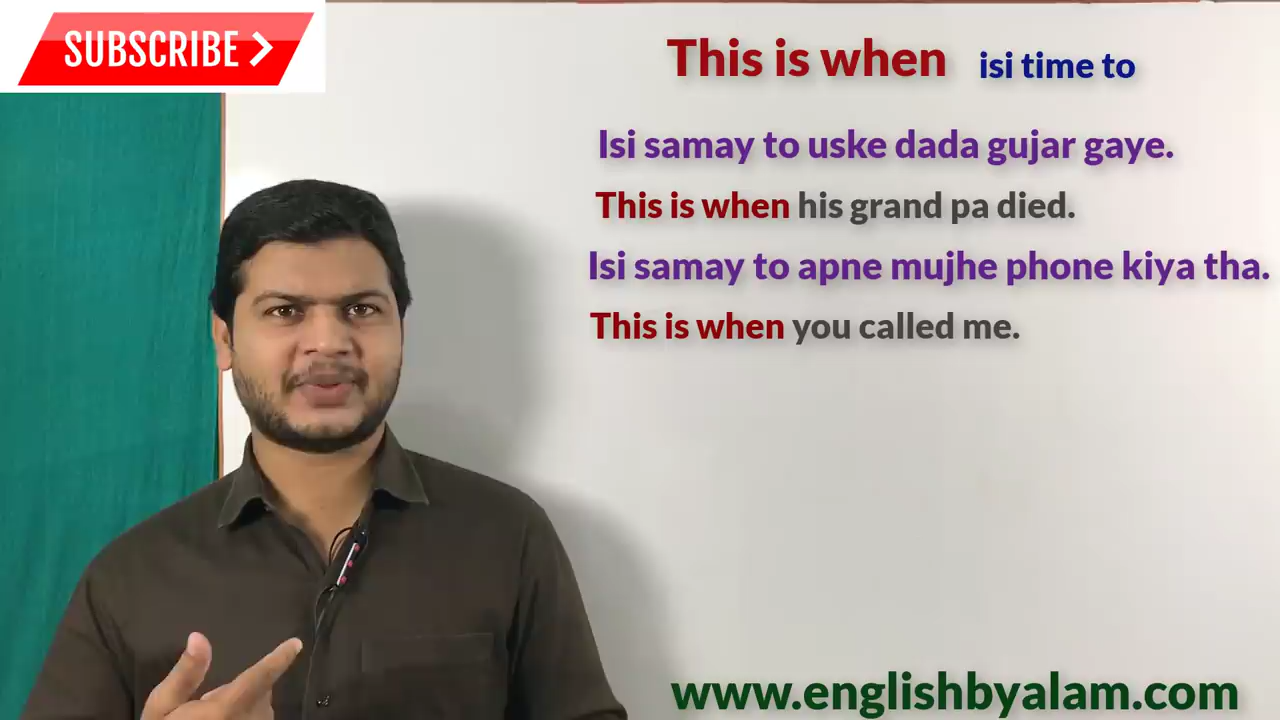 SUBSCRIBE
This is when isi time to
Isi samay to uske dada gujar gaye.
This is when his grand pa died.
Isi samay to apne mujhe phone kiya tha.
This is when you called me.
www.englishbyalam.com